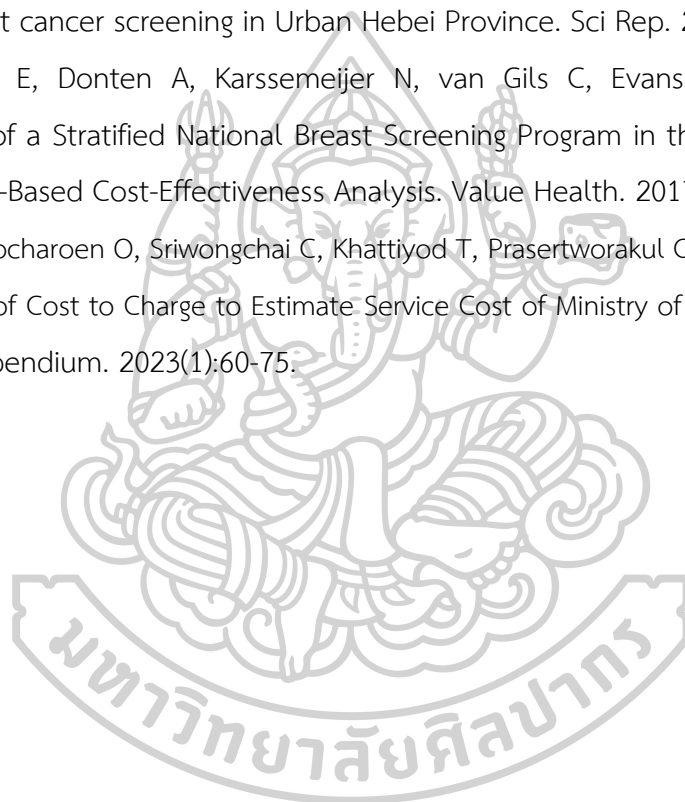 t cancer screening in Urban Hebei Province. Sci Rep. 2
E, Donten A, Karssemeijer N, van Gils C, Evans
of a Stratified National Breast Screening Program in th
-Based Cost-Effectiveness Analysis. Value Health. 2017
ocharoen O, Sriwongchai C, Khattiyod T, Prasertworakul C
of Cost to Charge to Estimate Service Cost of Ministry of
pendium. 2023(1):60-75.
มหาวิทยาลัยศิลปากร